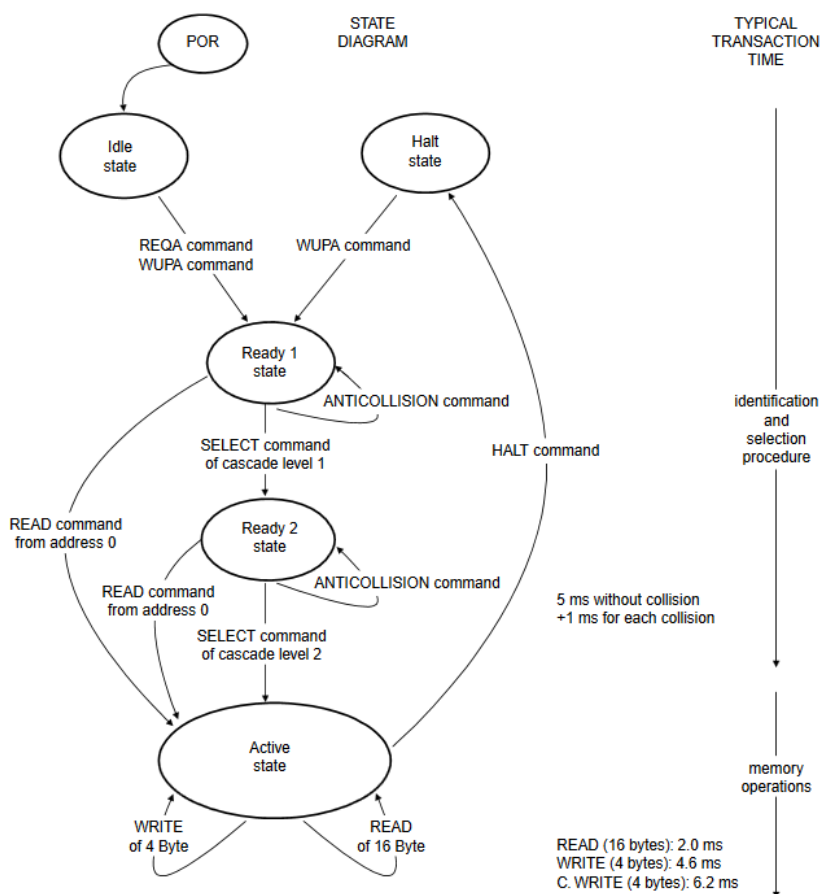 POR
STATE
DIAGRAM
TYPICAL
TRANSACTION
TIME
Idle
state
Halt
state
REQA command
WUPA command
WUPA command
Ready 1
state
ANTICOLLISION command
identification
and
selection
procedure
SELECT command
of cascade level 1
HALT command
READ command
from address 0
Ready 2
state
ANTICOLLISION command
READ command
from address 0
5 ms without collision
+1 ms for each collision
SELECT command
of cascade level 2
Active
state
memory
operations
WRITE
of 4 Byte
READ
of 16 Byte
READ (16 bytes): 2.0 ms
WRITE (4 bytes): 4.6 ms
C. WRITE (4 bytes): 6.2 ms